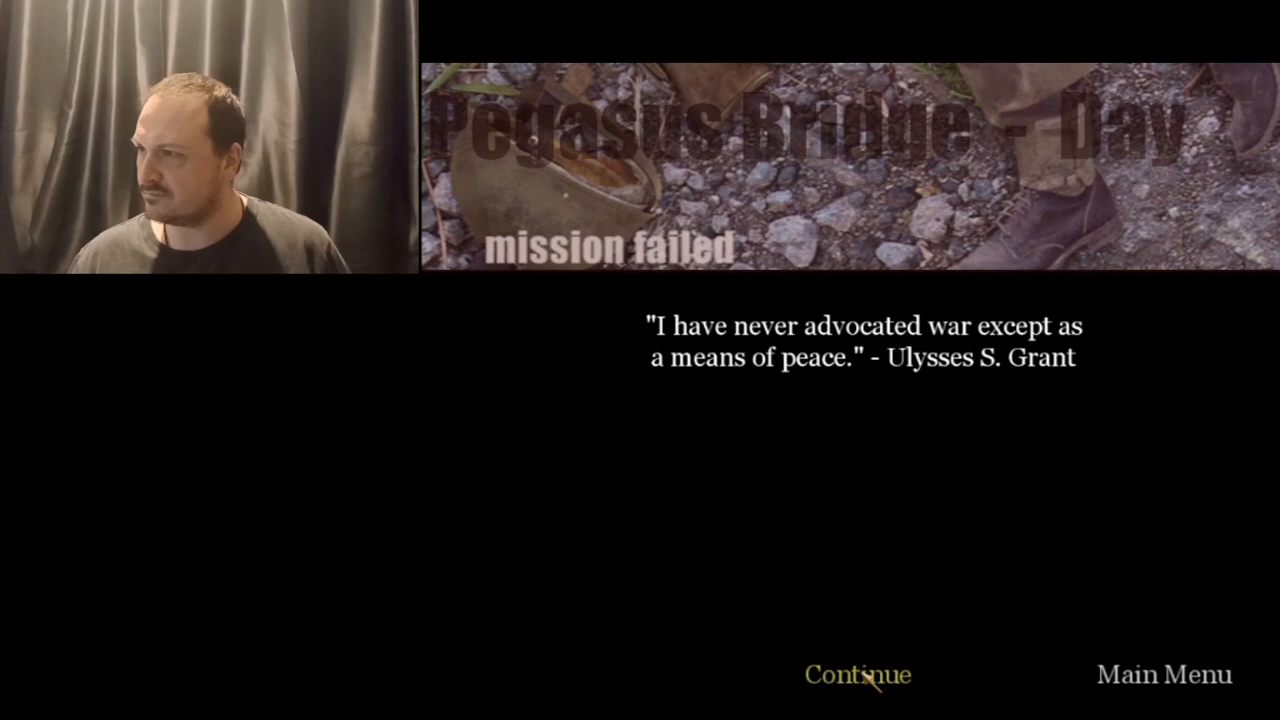 Pegasus Bridge - Day
mission failed
"I have never advocated war except as
a means of peace." - Ulysses S. Grant
Continue
Main Menu